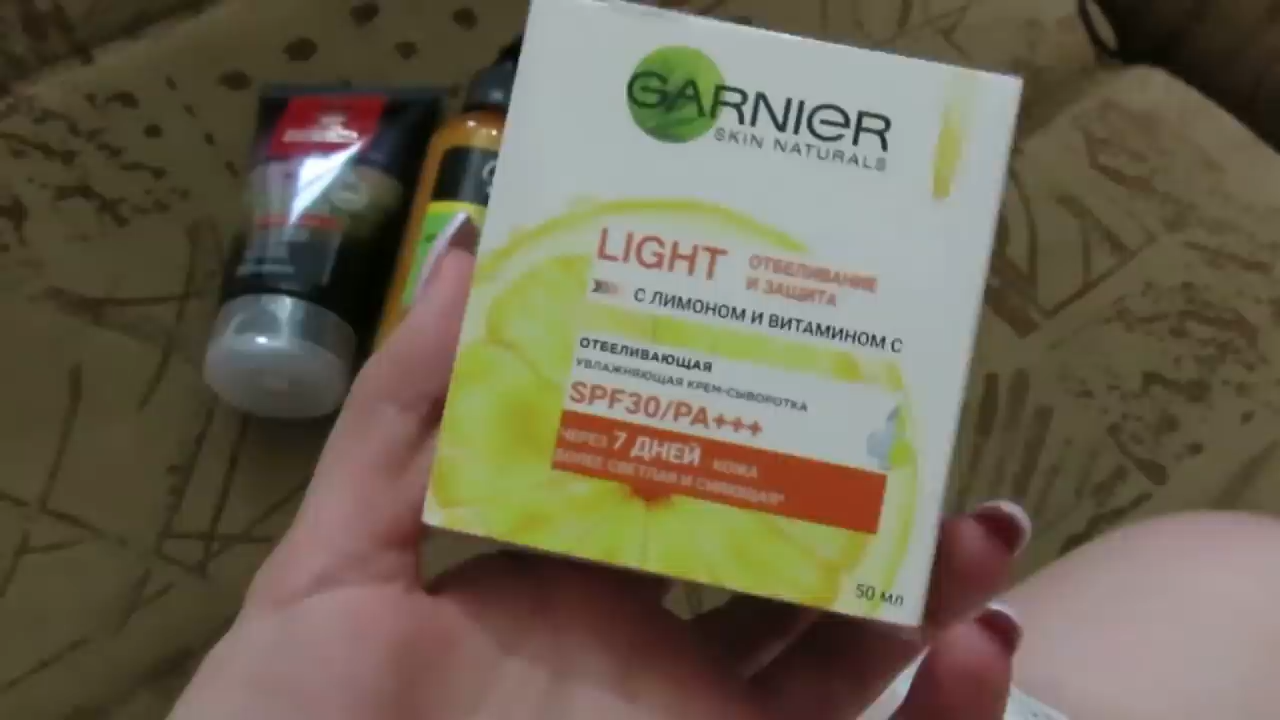 GARNIER
SKIN NATURALS
LIGHT
ОТБЕЛИВАНИЕ
И ЗАЩИТА
С ЛИМОНОМ И ВИТАМИНОМ С
ОТБЕЛИВАЮЩАЯ
УВЛАЖНЯЮЩАЯ КРЕМ-СЫВОРОТКА
SPF30/PA+++
ЧЕРЕЗ 7 ДНЕЙ КОЖА
БОЛЕЕ СВЕТЛАЯ И СИЯЮЩАЯ*
50 мл